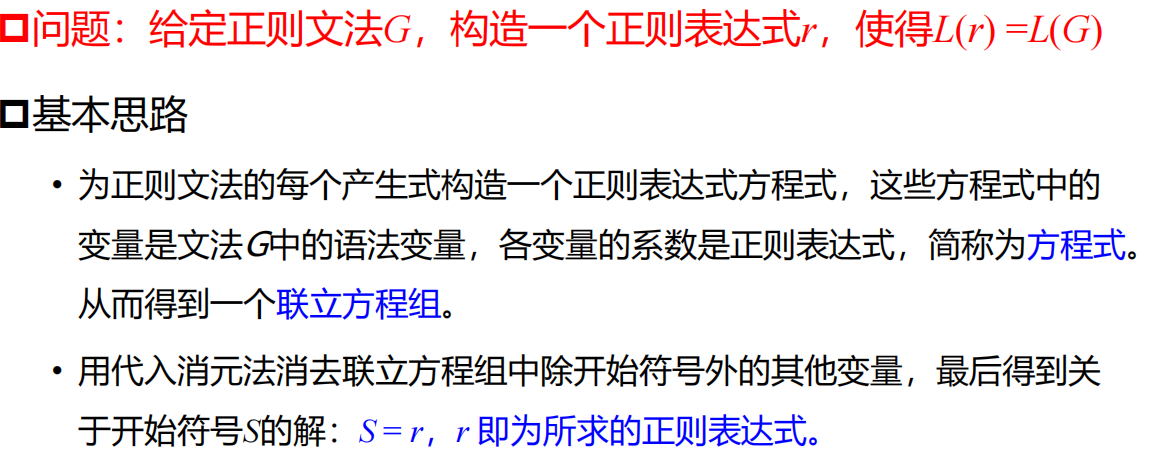 问题：给定正则文法G，构造一个正则表达式r，使得L(r) =L(G)
基本思路
• 为正则文法的每个产生式构造一个正则表达式方程式，这些方程式中的
变量是文法G中的语法变量，各变量的系数是正则表达式，简称为方程式。
从而得到一个联立方程组。
• 用代入消元法消去联立方程组中除开始符号外的其他变量，最后得到关
于开始符号S的解：S = r，r 即为所求的正则表达式。